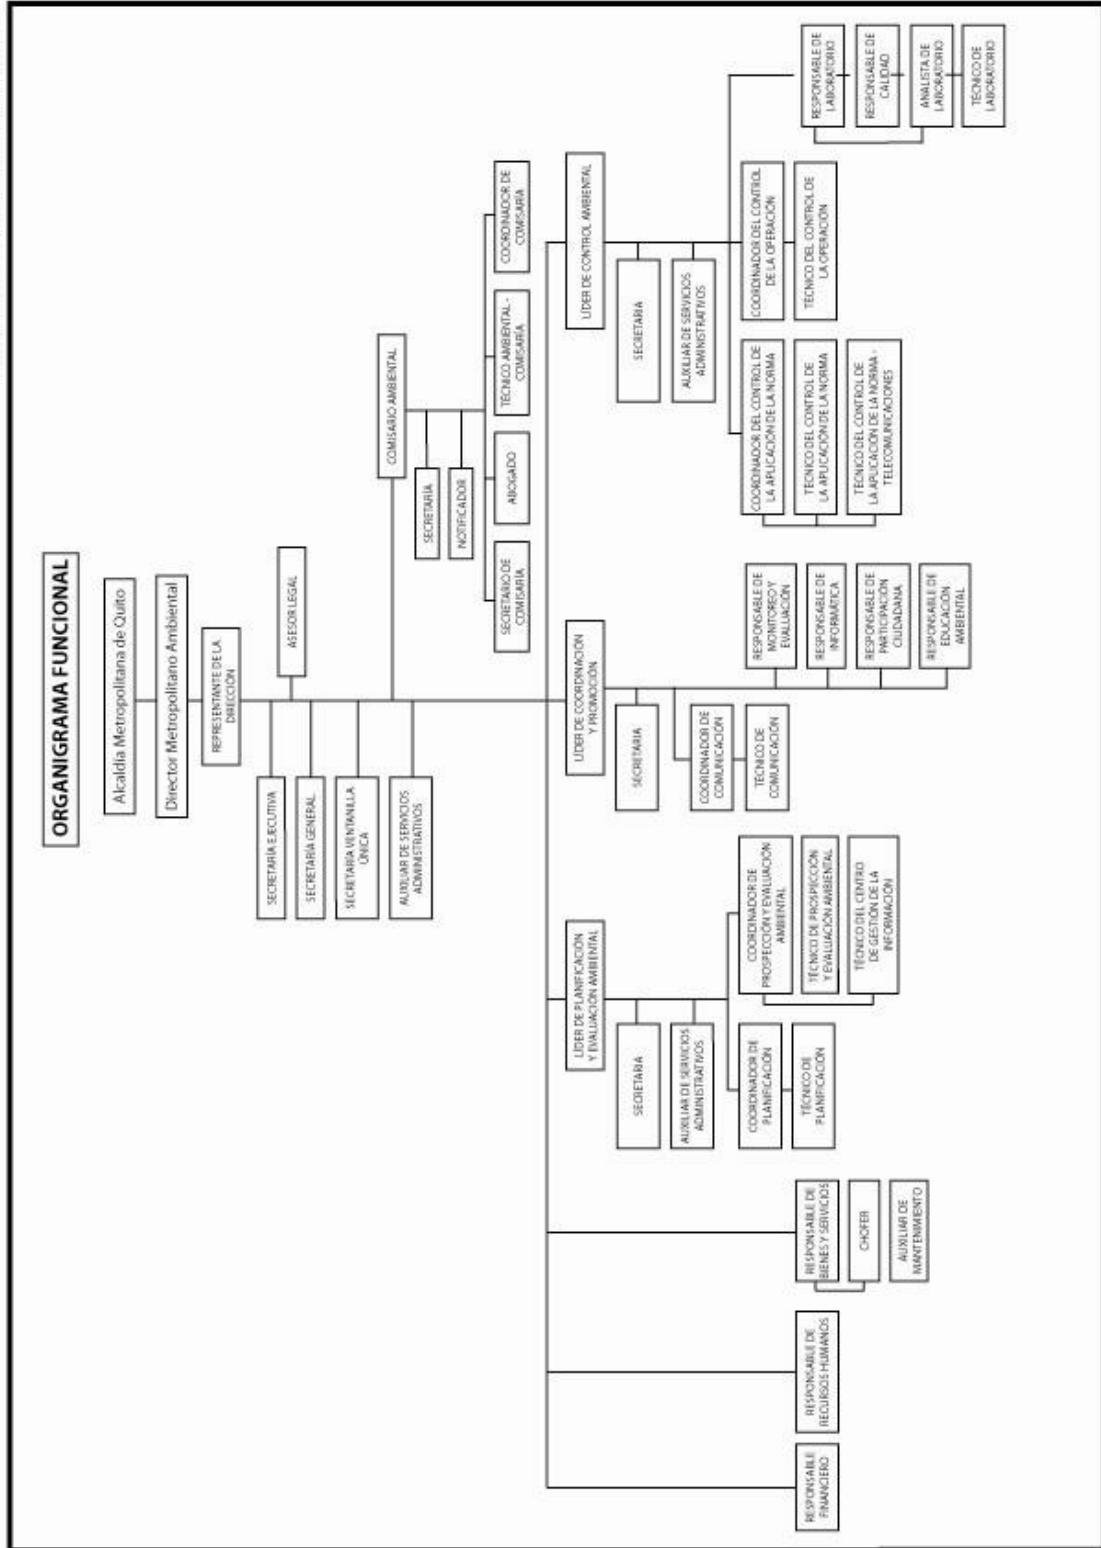 ORGANIGRAMA FUNCIONAL
Alcaldía Metropolitana de Quito
Director Metropolitano Ambiental
REPRESENTANTE DE LA
DIRECCIÓN
ASESOR LEGAL
SECRETARÍA EJECUTIVA
SECRETARÍA GENERAL
SECRETARÍA VENTANILLA
ÚNICA
AUXILIAR DE SERVICIOS
ADMINISTRATIVOS
COMISARIO AMBIENTAL
SECRETARÍA
NOTIFICADOR
SECRETARIO DE
COMISARÍA
ABOGADO
TÉCNICO AMBIENTAL -
COMISARÍA
COORDINADOR DE
COMISARÍA
RESPONSABLE
FINANCIERO
RESPONSABLE DE
RECURSOS HUMANOS
RESPONSABLE DE
BIENES Y SERVICIOS
CHOFER
AUXILIAR DE
MANTENIMIENTO
LÍDER DE PLANIFICACIÓN
Y EVALUACIÓN AMBIENTAL
SECRETARIA
AUXILIAR DE SERVICIOS
ADMINISTRATIVOS
COORDINADOR DE
PLANIFICACIÓN
TÉCNICO DE
PLANIFICACIÓN
COORDINADOR DE
PROSPECCIÓN Y EVALUACIÓN
AMBIENTAL
TÉCNICO DE PROSPECCIÓN
Y EVALUACIÓN AMBIENTAL
TÉCNICO DEL CENTRO
DE GESTIÓN DE LA
INFORMACIÓN
LÍDER DE COORDINACIÓN
Y PROMOCIÓN
SECRETARIA
COORDINADOR DE
COMUNICACIÓN
TÉCNICO DE
COMUNICACIÓN
RESPONSABLE DE
MONITOREO Y
EVALUACIÓN
RESPONSABLE DE
INFORMÁTICA
RESPONSABLE DE
PARTICIPACIÓN
CIUDADANA
RESPONSABLE DE
EDUCACIÓN
AMBIENTAL
LÍDER DE CONTROL AMBIENTAL
SECRETARIA
AUXILIAR DE SERVICIOS
ADMINISTRATIVOS
COORDINADOR DEL CONTROL DE
LA APLICACIÓN DE LA NORMA
TÉCNICO DEL CONTROL DE
LA APLICACIÓN DE LA NORMA
TÉCNICO DEL CONTROL DE
LA APLICACIÓN DE LA NORMA -
TELECOMUNICACIONES
COORDINADOR DEL CONTROL
DE LA OPERACIÓN
TÉCNICO DEL CONTROL DE
LA OPERACIÓN
RESPONSABLE DE
LABORATORIO
RESPONSABLE DE
CALIDAD
ANALISTA DE
LABORATORIO
TÉCNICO DE
LABORATORIO